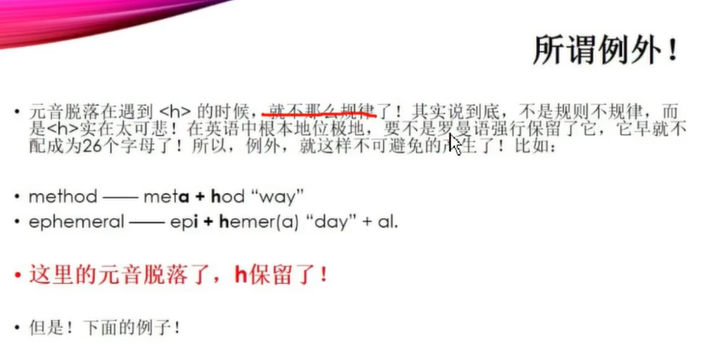 所谓例外！
• 元音脱落在遇到 <h> 的时候，就不那么规律了！其实说到底，不是规则不规律，而
是<h>实在太可悲！在英语中根本地位极地，要不是罗曼语强行保留了它，它早就不
配成为26个字母了！所以，例外，就这样不可避免的产生了！比如：
• method —— meta + hod “way”
• ephemeral —— epi + hemer(a) “day” + al.
• 这里的元音脱落了，h保留了！
• 但是！下面的例子！